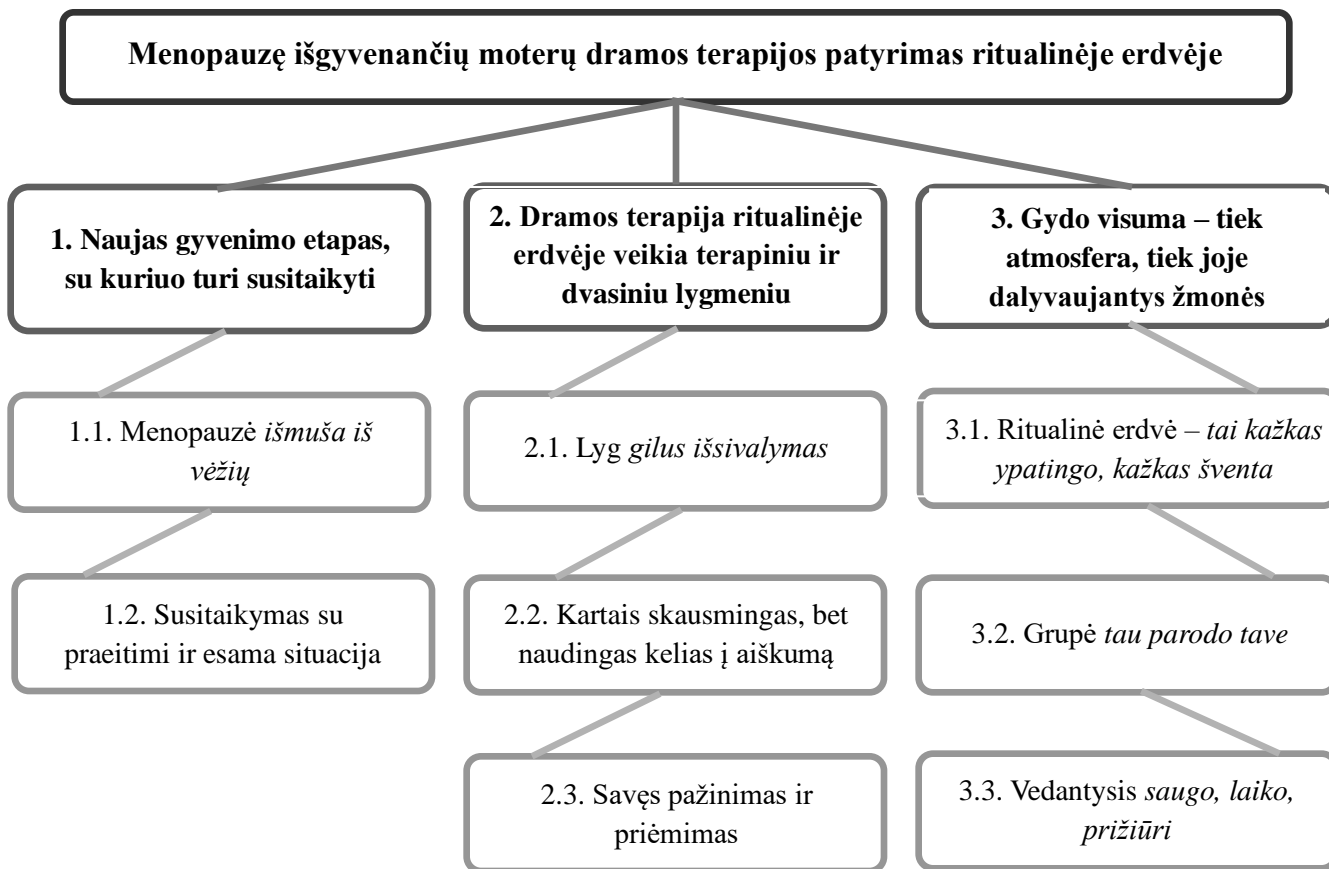 Menopauzę išgyvenančių moterų dramos terapijos patyrimas ritualinėje erdvėje
1. Naujas gyvenimo etapas,
su kuriuo turi susitaikyti
1.1. Menopauzė išmuša iš
vėžių
1.2. Susitaikymas su
praeitimi ir esama situacija
2. Dramos terapija ritualinėje
erdvėje veikia terapiniu ir
dvasiniu lygmeniu
2.1. Lyg gilus išsivalymas
2.2. Kartais skausmingas, bet
naudingas kelias į aiškumą
2.3. Savęs pažinimas ir
priėmimas
3. Gydo visuma – tiek
atmosfera, tiek joje
dalyvaujantys žmonės
3.1. Ritualinė erdvė – tai kažkas
ypatingo, kažkas šventa
3.2. Grupė tau parodo tave
3.3. Vedantysis saugo, laiko,
prižiūri